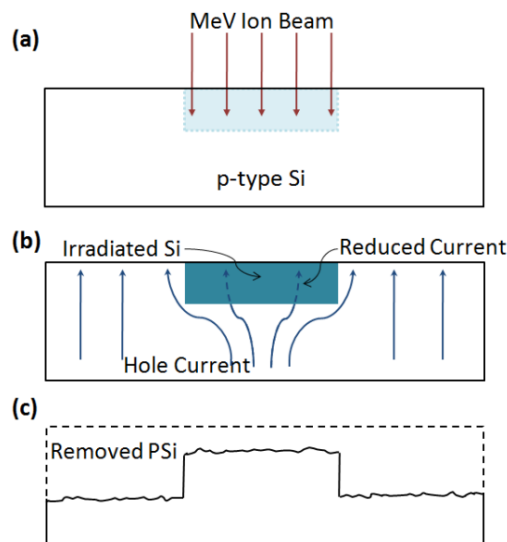 MeV Ion Beam
(a)
p-type Si
(b)
Irradiated Si
Reduced Current
Hole Current
(c)
Removed PSi